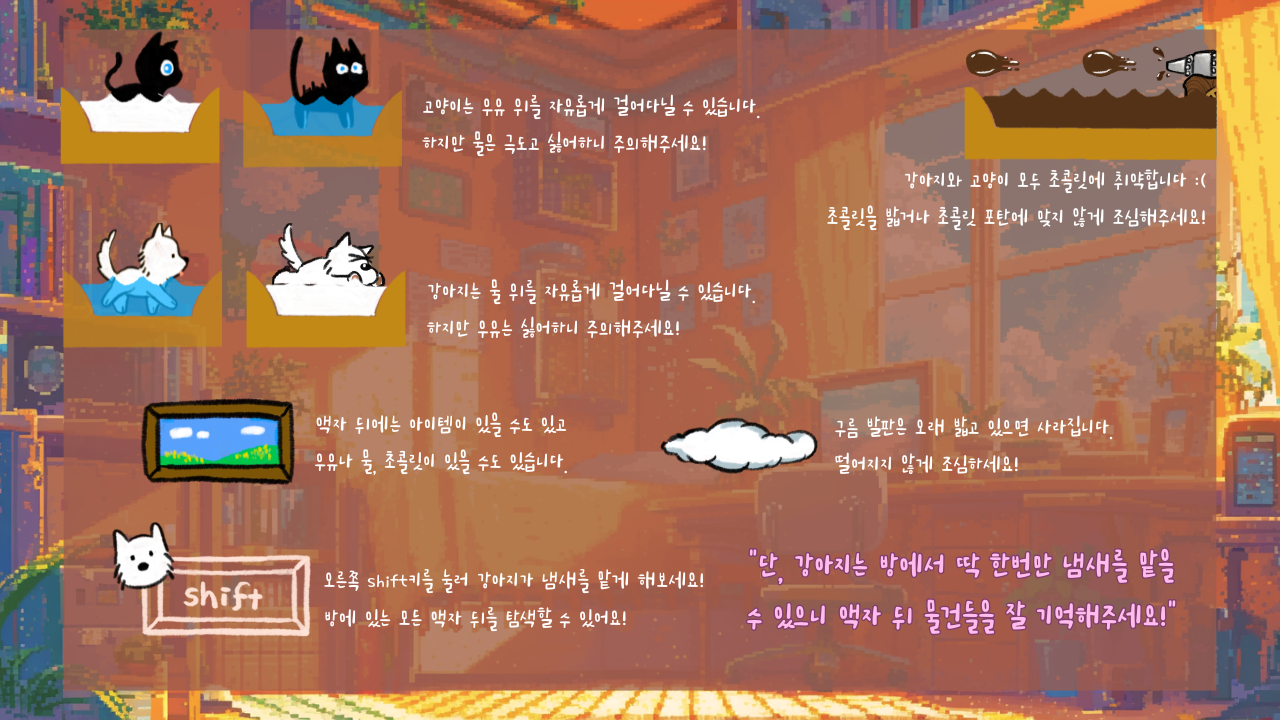 고양이는 우유 위를 자유롭게 걸어다닐 수 있습니다.
하지만 물은 극도고 싫어하니 주의해주세요!
강아지와 고양이 모두 초콜릿에 취약합니다 :(
초콜릿을 밟거나 초콜릿 포탄에 맞지 않게 조심해주세요!
강아지는 물 위를 자유롭게 걸어다닐 수 있습니다.
하지만 우유는 싫어하니 주의해주세요!
액자 뒤에는 아이템이 있을 수도 있고
우유나 물, 초콜릿이 있을 수도 있습니다.
구름 발판은 오래 밟고 있으면 사라집니다.
떨어지지 않게 조심하세요!
shift
오른쪽 shift키를 눌러 강아지가 냄새를 맡게 해보세요!
방에 있는 모든 액자 뒤를 탐색할 수 있어요!
"단, 강아지는 방에서 딱 한번만 냄새를 맡을
수 있으니 액자 뒤 물건들을 잘 기억해주세요!"